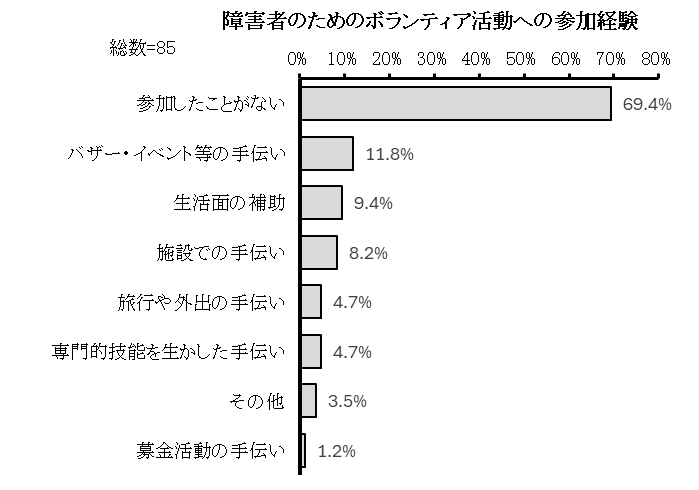 障害者のためのボランティア活動への参加経験
総数=85
0% 10% 20% 30% 40% 50% 60% 70% 80%
参加したことがない 69.4%
バザー・イベント等の手伝い 11.8%
生活面の補助 9.4%
施設での手伝い 8.2%
旅行や外出の手伝い 4.7%
専門的技能を生かした手伝い 4.7%
その他 3.5%
募金活動の手伝い 1.2%